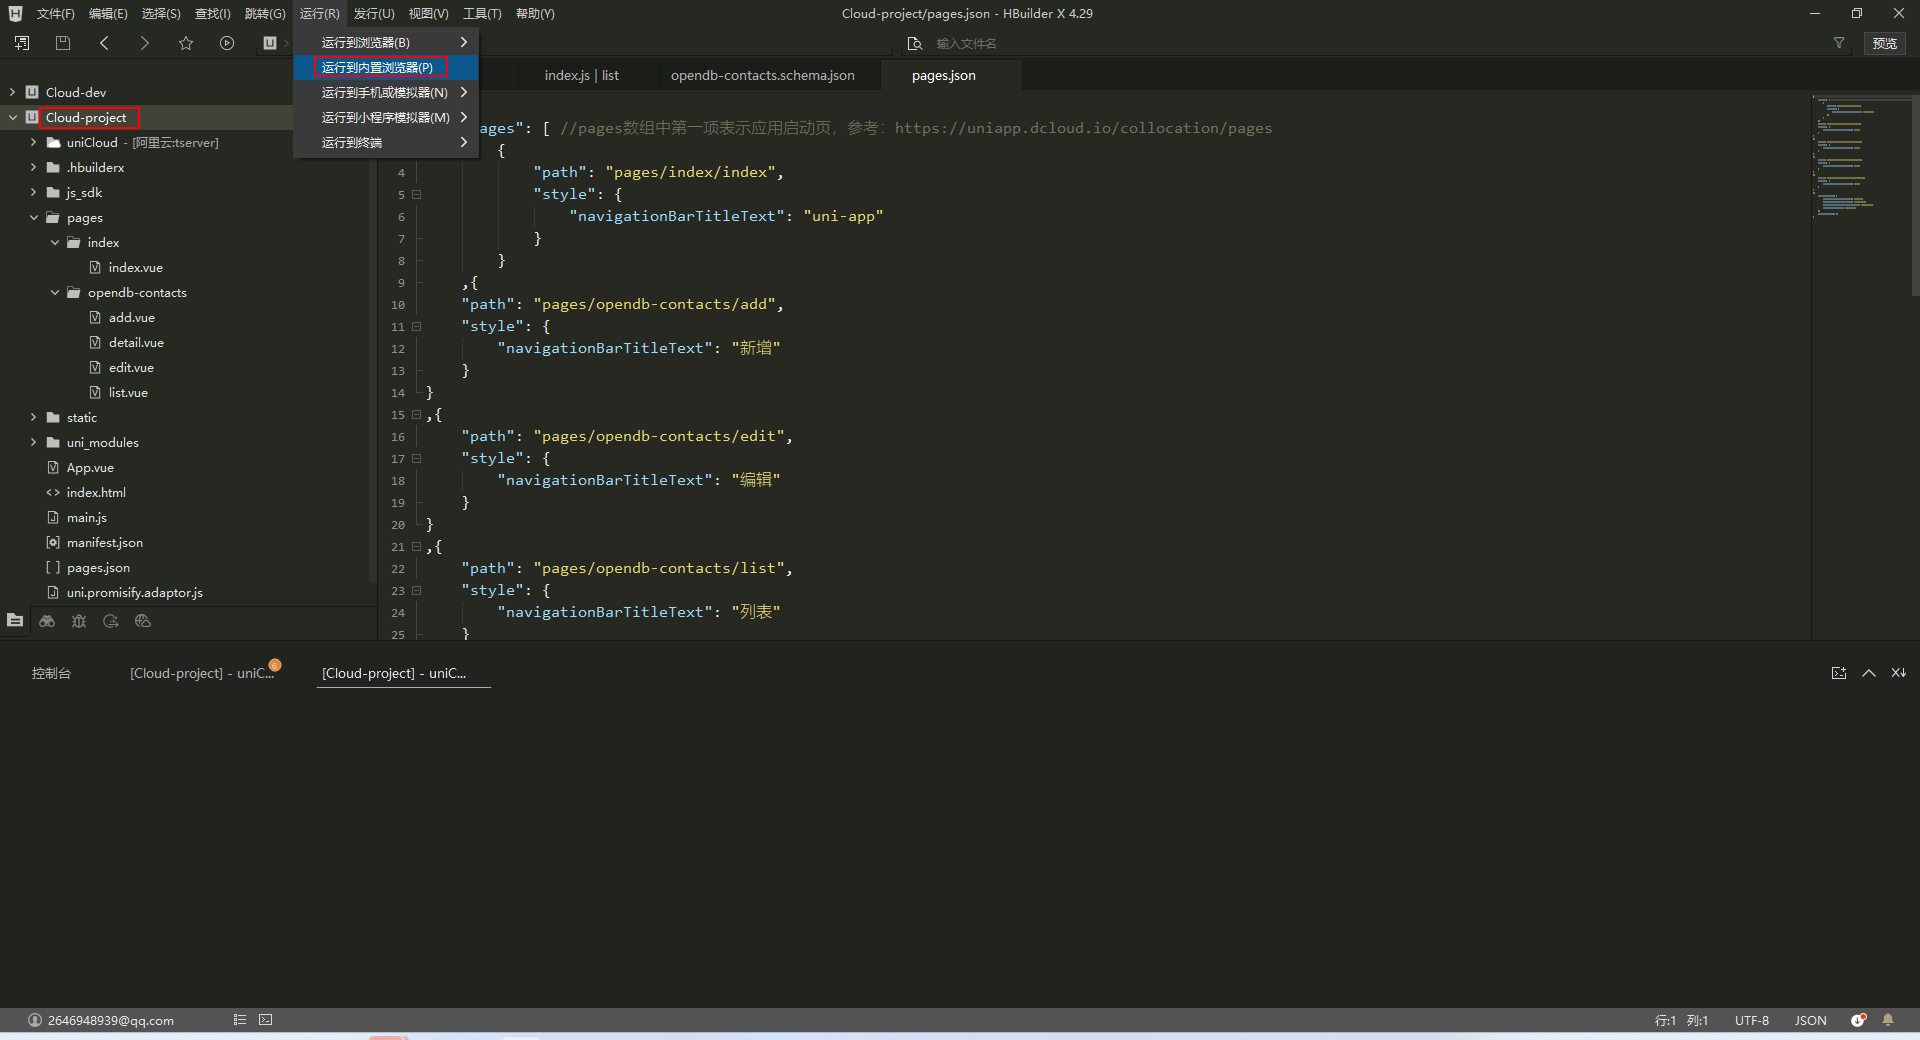 文件(F) 编辑(E) 选择(S) 查找(I) 跳转(G) 运行(R) 发行(U) 视图(V) 工具(T) 帮助(Y)
Cloud-project/pages.json - HBuilder X 4.29
输入文件名
预览
运行到浏览器(B)
运行到内置浏览器(P)
运行到手机或模拟器(N)
运行到小程序模拟器(M)
运行到终端
index.js | list
opendb-contacts.schema.json
pages.json
Cloud-dev
Cloud-project
uniCloud - [阿里云:tserver]
.hbuilderx
js_sdk
pages
index
index.vue
opendb-contacts
add.vue
detail.vue
edit.vue
list.vue
static
uni_modules
App.vue
index.html
main.js
manifest.json
pages.json
uni.promisify.adaptor.js
ages": [ //pages数组中第一项表示应用启动页，参考：https://uniapp.dcloud.io/collocation/pages
{
4 "path": "pages/index/index",
5 "style": {
6 "navigationBarTitleText": "uni-app"
7 }
8 }
9 ,{
10 "path": "pages/opendb-contacts/add",
11 "style": {
12 "navigationBarTitleText": "新增"
13 }
14 }
15 ,{
16 "path": "pages/opendb-contacts/edit",
17 "style": {
18 "navigationBarTitleText": "编辑"
19 }
20 }
21 ,{
22 "path": "pages/opendb-contacts/list",
23 "style": {
24 "navigationBarTitleText": "列表"
25 }
控制台
[Cloud-project] - uniC...
6
[Cloud-project] - uniC...
2646948939@qq.com
行:1 列:1
UTF-8
JSON